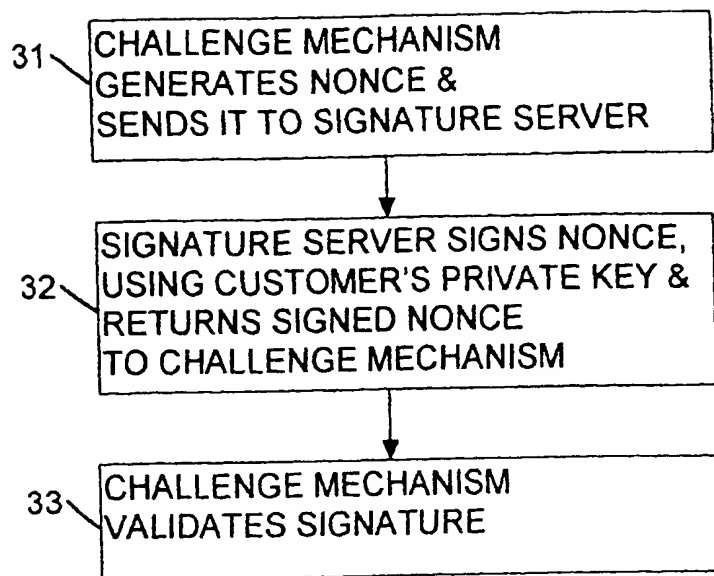 31
CHALLENGE MECHANISM
GENERATES NONCE &
SENDS IT TO SIGNATURE SERVER
32
SIGNATURE SERVER SIGNS NONCE,
USING CUSTOMER'S PRIVATE KEY &
RETURNS SIGNED NONCE
TO CHALLENGE MECHANISM
33
CHALLENGE MECHANISM
VALIDATES SIGNATURE